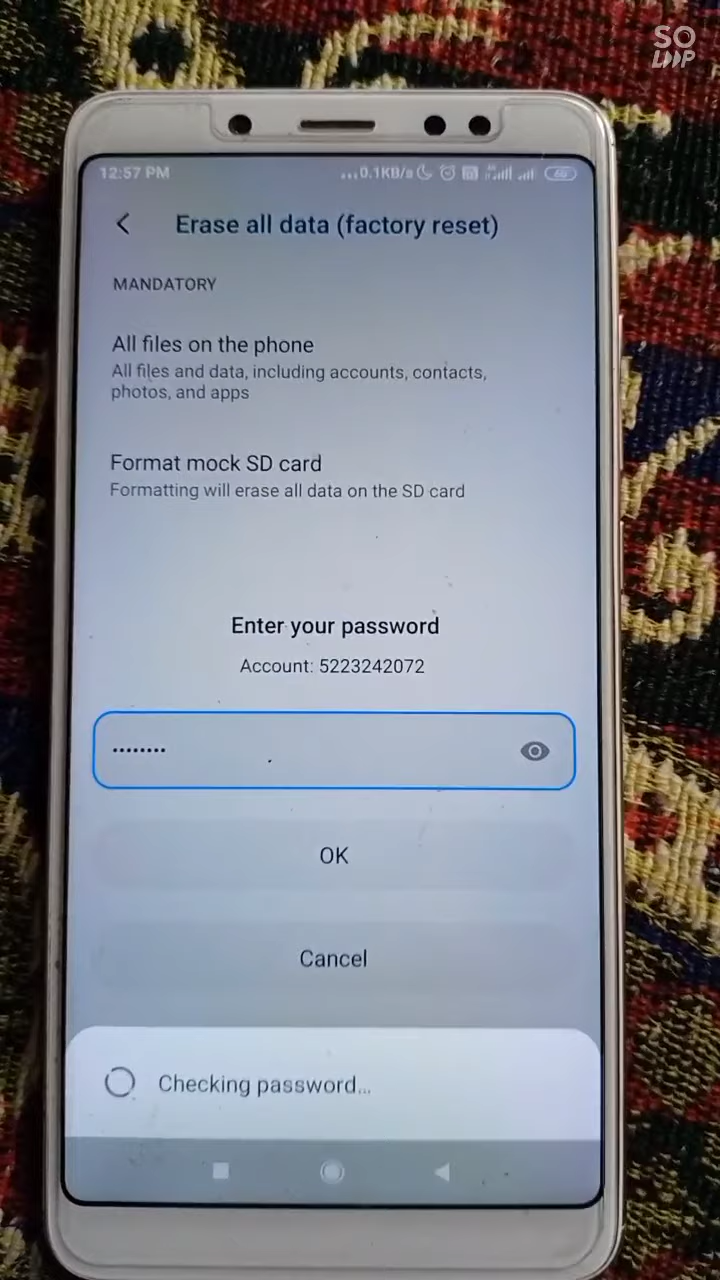 SO
LOOP
12:57 PM
...0.1KB/s
66
Erase all data (factory reset)
MANDATORY
All files on the phone
All files and data, including accounts, contacts,
photos, and apps
Format mock SD card
Formatting will erase all data on the SD card
Enter your password
Account: 5223242072
OK
Cancel
Checking password...